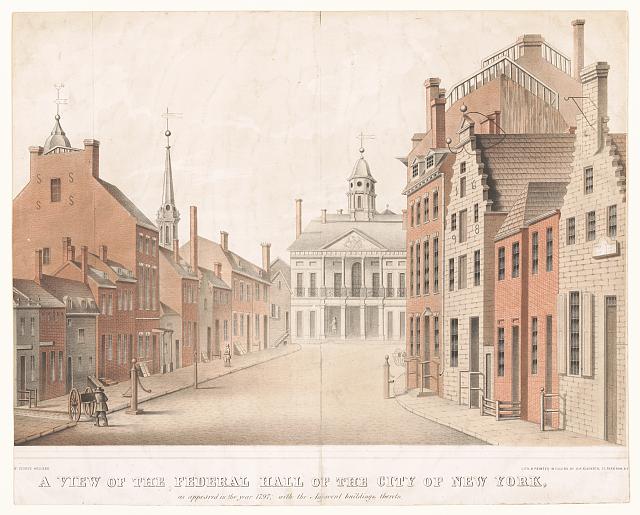 A VIEW OF THE FEDERAL HALL OF THE CITY OF NEW YORK,
as appeared in the year 1797; with the adjacent buildings thereto.